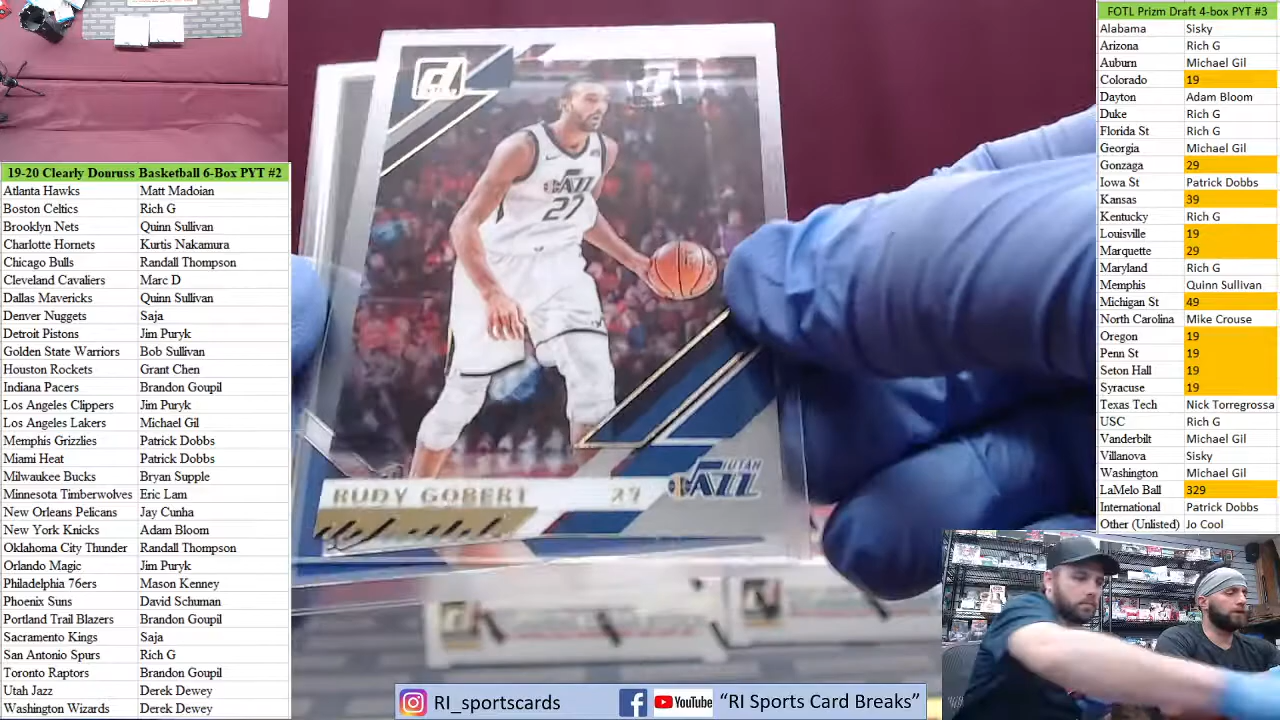 19-20 Clearly Donruss Basketball 6-Box PYT #2
Atlanta Hawks Matt Madoian
Boston Celtics Rich G
Brooklyn Nets Quinn Sullivan
Charlotte Hornets Kurtis Nakamura
Chicago Bulls Randall Thompson
Cleveland Cavaliers Marc D
Dallas Mavericks Quinn Sullivan
Denver Nuggets Saja
Detroit Pistons Jim Puryk
Golden State Warriors Bob Sullivan
Houston Rockets Grant Chen
Indiana Pacers Brandon Goupil
Los Angeles Clippers Jim Puryk
Los Angeles Lakers Michael Gil
Memphis Grizzlies Patrick Dobbs
Miami Heat Patrick Dobbs
Milwaukee Bucks Bryan Supple
Minnesota Timberwolves Eric Lam
New Orleans Pelicans Jay Cunha
New York Knicks Adam Bloom
Oklahoma City Thunder Randall Thompson
Orlando Magic Jim Puryk
Philadelphia 76ers Mason Kenney
Phoenix Suns David Schuman
Portland Trail Blazers Brandon Goupil
Sacramento Kings Saja
San Antonio Spurs Rich G
Toronto Raptors Brandon Goupil
Utah Jazz Derek Dewey
Washington Wizards Derek Dewey
JAZZ
27
RUDY GOBERT 27
UTAH
JAZZ
RI_sportscards
YouTube "RI Sports Card Breaks"
FOTL Prizm Draft 4-box PYT #3
Alabama Sisky
Arizona Rich G
Auburn Michael Gil
Colorado 19
Dayton Adam Bloom
Duke Rich G
Florida St Rich G
Georgia Michael Gil
Gonzaga 29
Iowa St Patrick Dobbs
Kansas 39
Kentucky Rich G
Louisville 19
Marquette 29
Maryland Rich G
Memphis Quinn Sullivan
Michigan St 49
North Carolina Mike Crouse
Oregon 19
Penn St 19
Seton Hall 19
Syracuse 19
Texas Tech Nick Torregrossa
USC Rich G
Vanderbilt Michael Gil
Villanova Sisky
Washington Michael Gil
LaMelo Ball 329
International Patrick Dobbs
Other (Unlisted) Jo Cool